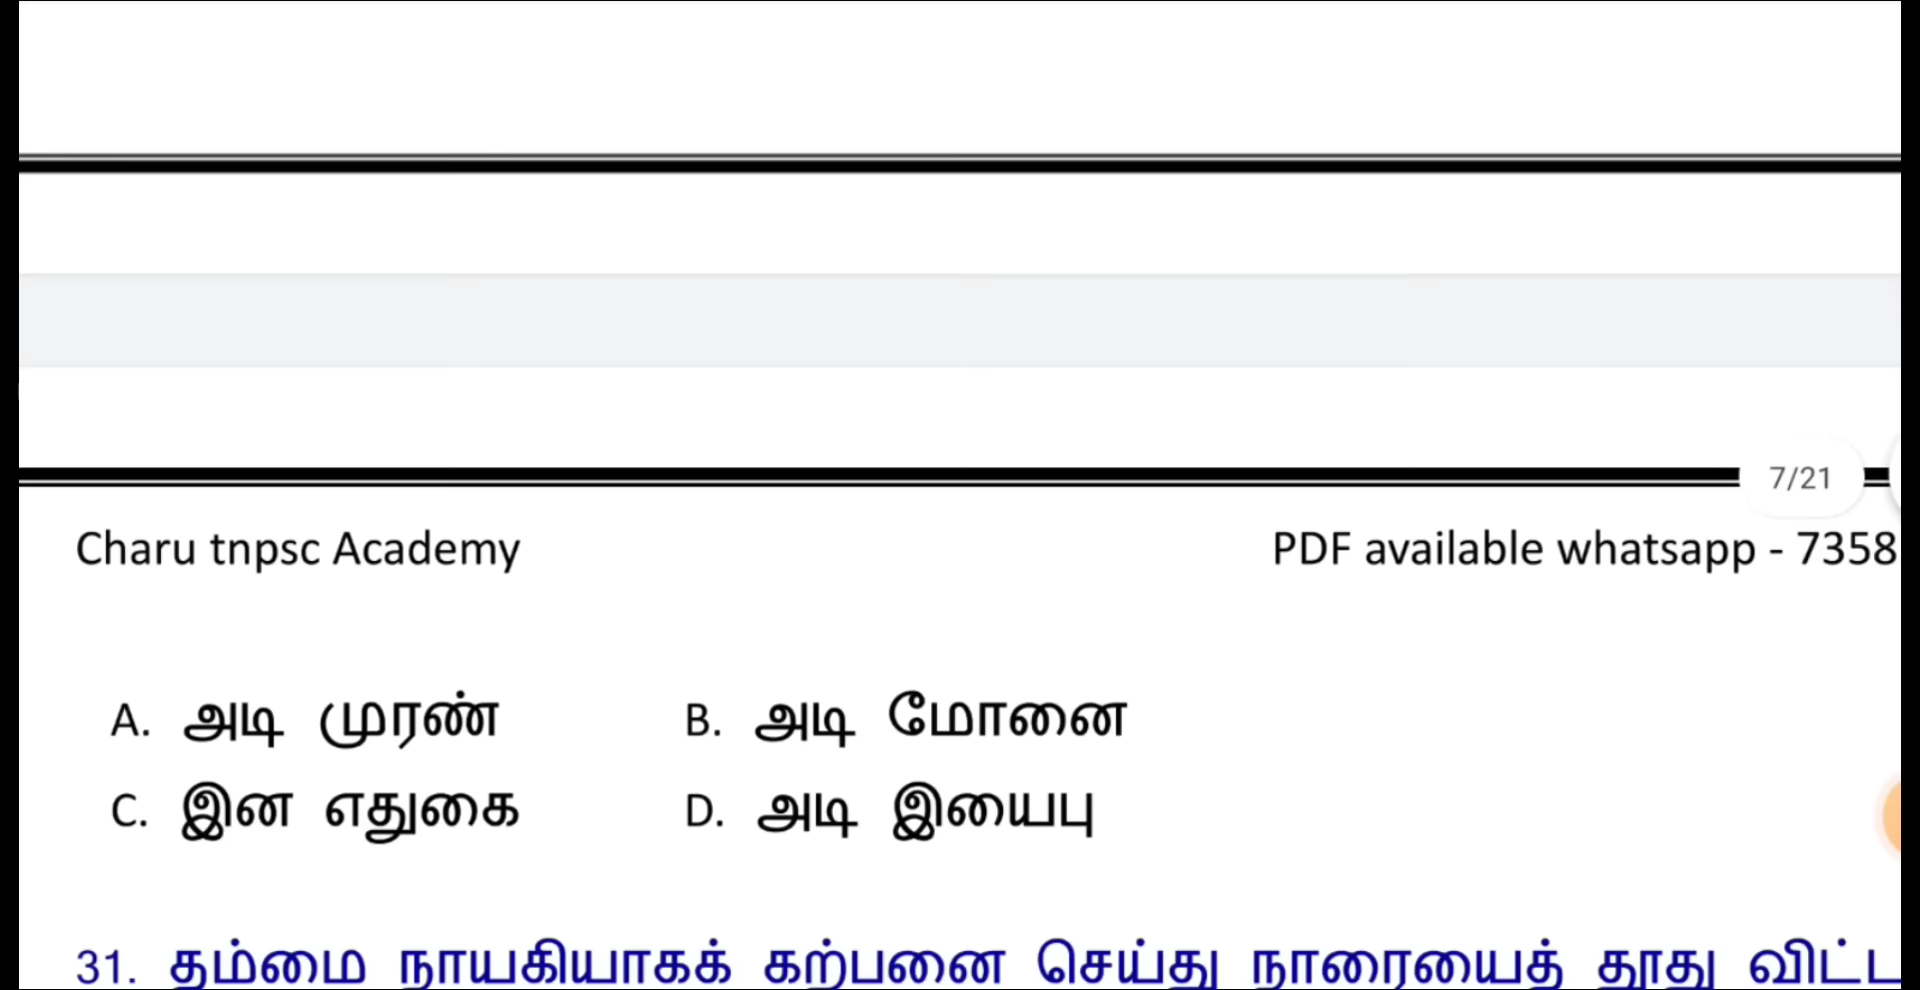 7/21
Charu tnpsc Academy PDF available whatsapp - 7358
A. அடி முரண் B. அடி மோனை
C. இன எதுகை D. அடி இயைபு
31. தம்மை நாயகியாகக் கற்பனை செய்து நாரையைத் தூது விட்ட